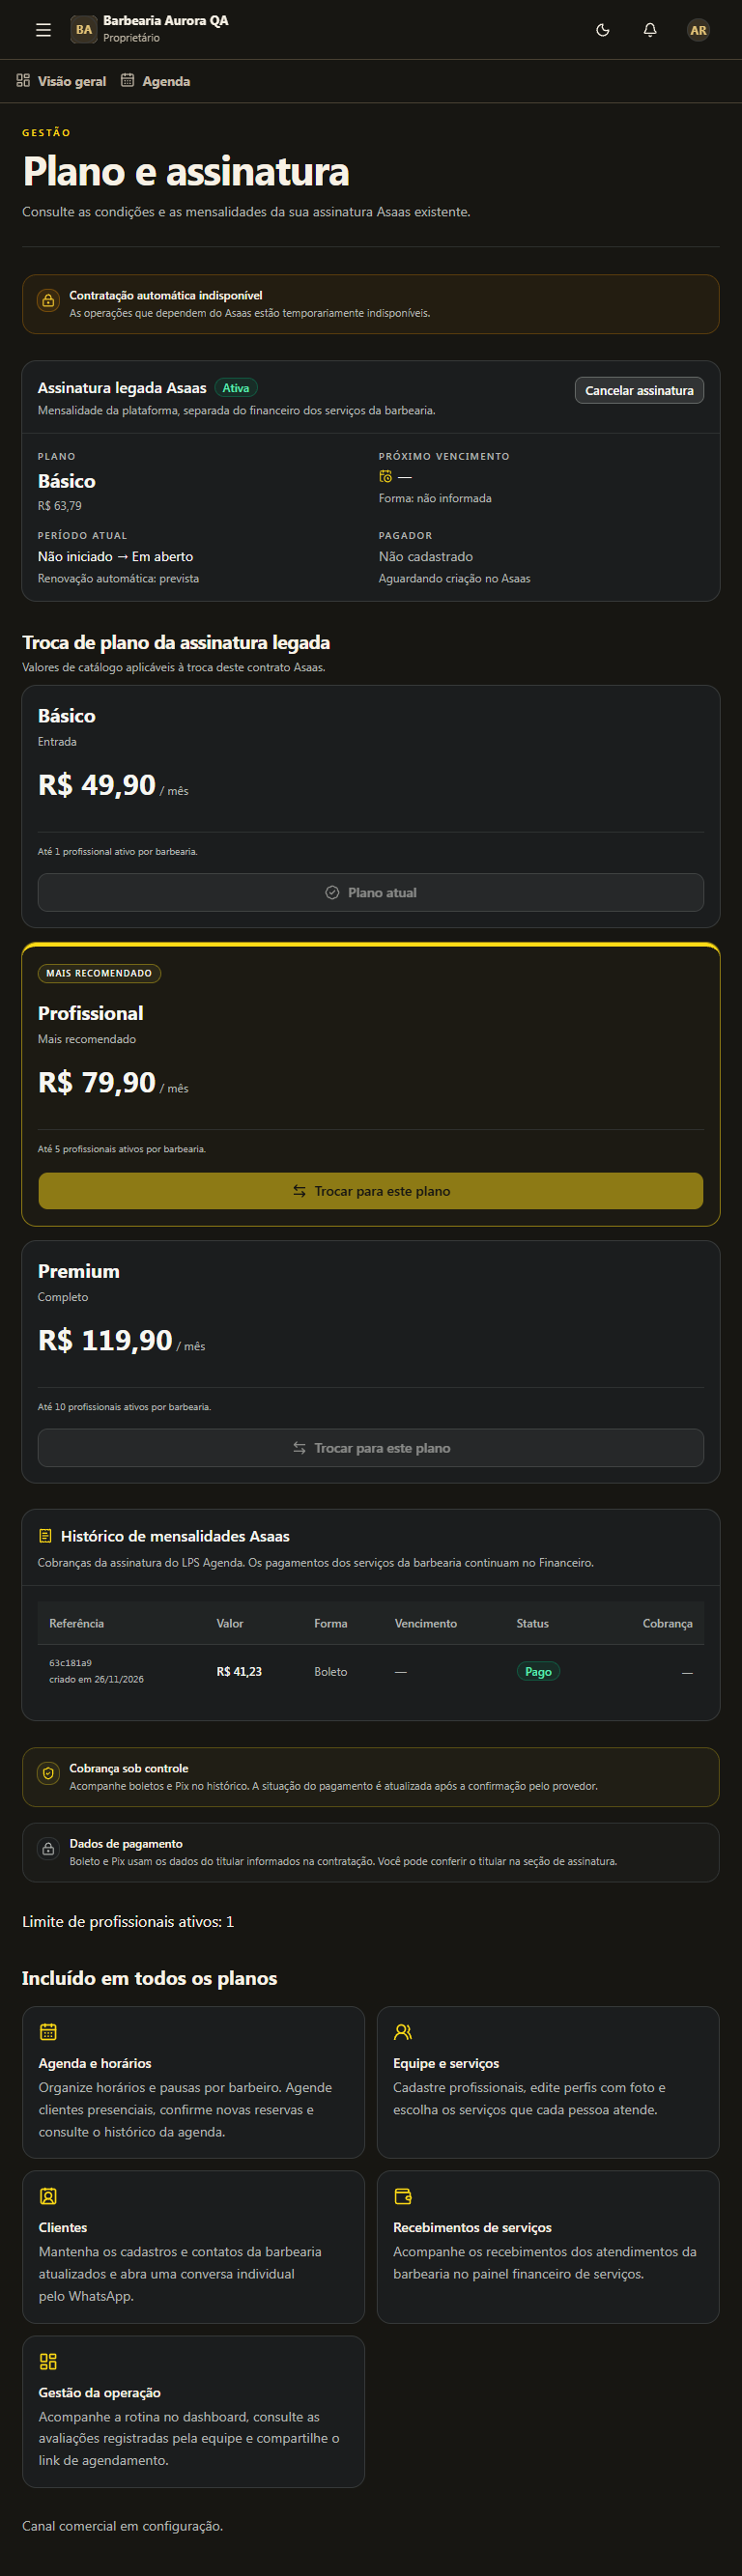 BA
Barbearia Aurora QA
Proprietário
AR
Visão geral
Agenda
GESTÃO
Plano e assinatura
Consulte as condições e as mensalidades da sua assinatura Asaas existente.
Contratação automática indisponível
As operações que dependem do Asaas estão temporariamente indisponíveis.
Assinatura legada Asaas
Ativa
Cancelar assinatura
Mensalidade da plataforma, separada do financeiro dos serviços da barbearia.
PLANO
Básico
R$ 63,79
PRÓXIMO VENCIMENTO
—
Forma: não informada
PERÍODO ATUAL
Não iniciado → Em aberto
Renovação automática: prevista
PAGADOR
Não cadastrado
Aguardando criação no Asaas
Troca de plano da assinatura legada
Valores de catálogo aplicáveis à troca deste contrato Asaas.
Básico
Entrada
R$ 49,90 / mês
Até 1 profissional ativo por barbearia.
Plano atual
MAIS RECOMENDADO
Profissional
Mais recomendado
R$ 79,90 / mês
Até 5 profissionais ativos por barbearia.
Trocar para este plano
Premium
Completo
R$ 119,90 / mês
Até 10 profissionais ativos por barbearia.
Trocar para este plano
Histórico de mensalidades Asaas
Cobranças da assinatura do LPS Agenda. Os pagamentos dos serviços da barbearia continuam no Financeiro.
Referência Valor Forma Vencimento Status Cobrança
63c181a9
criado em 26/11/2026
R$ 41,23 Boleto — Pago —
Cobrança sob controle
Acompanhe boletos e Pix no histórico. A situação do pagamento é atualizada após a confirmação pelo provedor.
Dados de pagamento
Boleto e Pix usam os dados do titular informados na contratação. Você pode conferir o titular na seção de assinatura.
Limite de profissionais ativos: 1
Incluído em todos os planos
Agenda e horários
Organize horários e pausas por barbeiro. Agende
clientes presenciais, confirme novas reservas e
consulte o histórico da agenda.
Equipe e serviços
Cadastre profissionais, edite perfis com foto e
escolha os serviços que cada pessoa atende.
Clientes
Mantenha os cadastros e contatos da barbearia
atualizados e abra uma conversa individual
pelo WhatsApp.
Recebimentos de serviços
Acompanhe os recebimentos dos atendimentos da
barbearia no painel financeiro de serviços.
Gestão da operação
Acompanhe a rotina no dashboard, consulte as
avaliações registradas pela equipe e compartilhe o
link de agendamento.
Canal comercial em configuração.